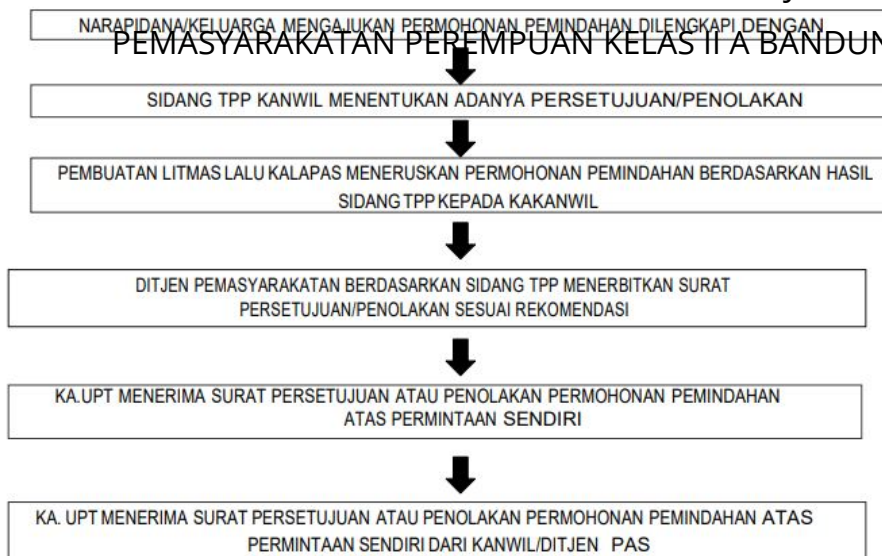 NARAPIDANA/KELUARGA MENGAJUKAN PERMOHONAN PEMINDAHAN DILENGKAPI DENGAN
PEMASYARAKATAN PEREMPUAN KELAS II A BANDUN
SIDANG TPP KANWIL MENENTUKAN ADANYA PERSETUJUAN/PENOLAKAN
PEMBUATAN LITMAS LALU KALAPAS MENERUSKAN PERMOHONAN PEMINDAHAN BERDASARKAN HASIL
SIDANG TPP KEPADA KAKANWIL
DITJEN PEMASYARAKATAN BERDASARKAN SIDANG TPP MENERBITKAN SURAT
PERSETUJUAN/PENOLAKAN SESUAI REKOMENDASI
KA.UPT MENERIMA SURAT PERSETUJUAN ATAU PENOLAKAN PERMOHONAN PEMINDAHAN
ATAS PERMINTAAN SENDIRI
KA. UPT MENERIMA SURAT PERSETUJUAN ATAU PENOLAKAN PERMOHONAN PEMINDAHAN ATAS
PERMINTAAN SENDIRI DARI KANWIL/DITJEN PAS